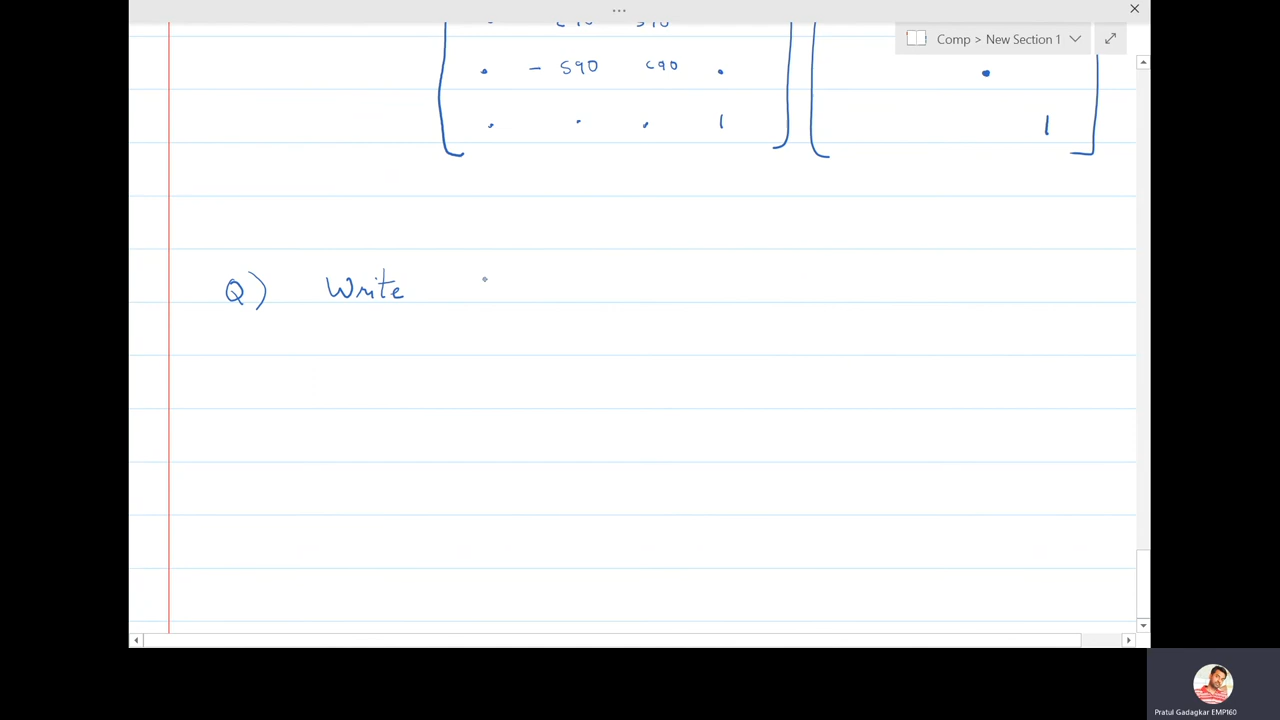 ...
Comp > New Section 1
- S90 C90 .
. . . 1
1
Q) Write
Pratul Gadagkar EMP160